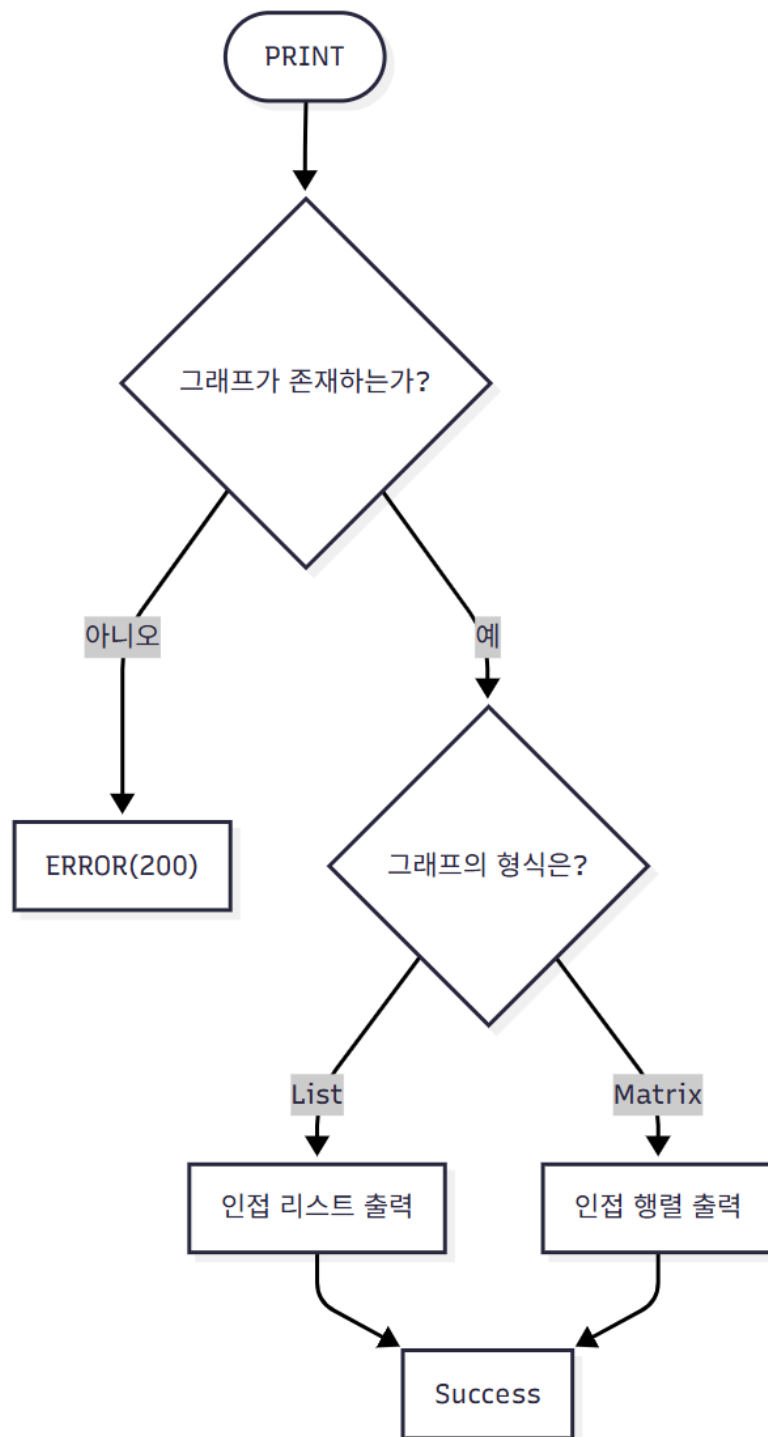 PRINT
그래프가 존재하는가?
아니오
예
ERROR(200)
그래프의 형식은?
List
Matrix
인접 리스트 출력
인접 행렬 출력
Success